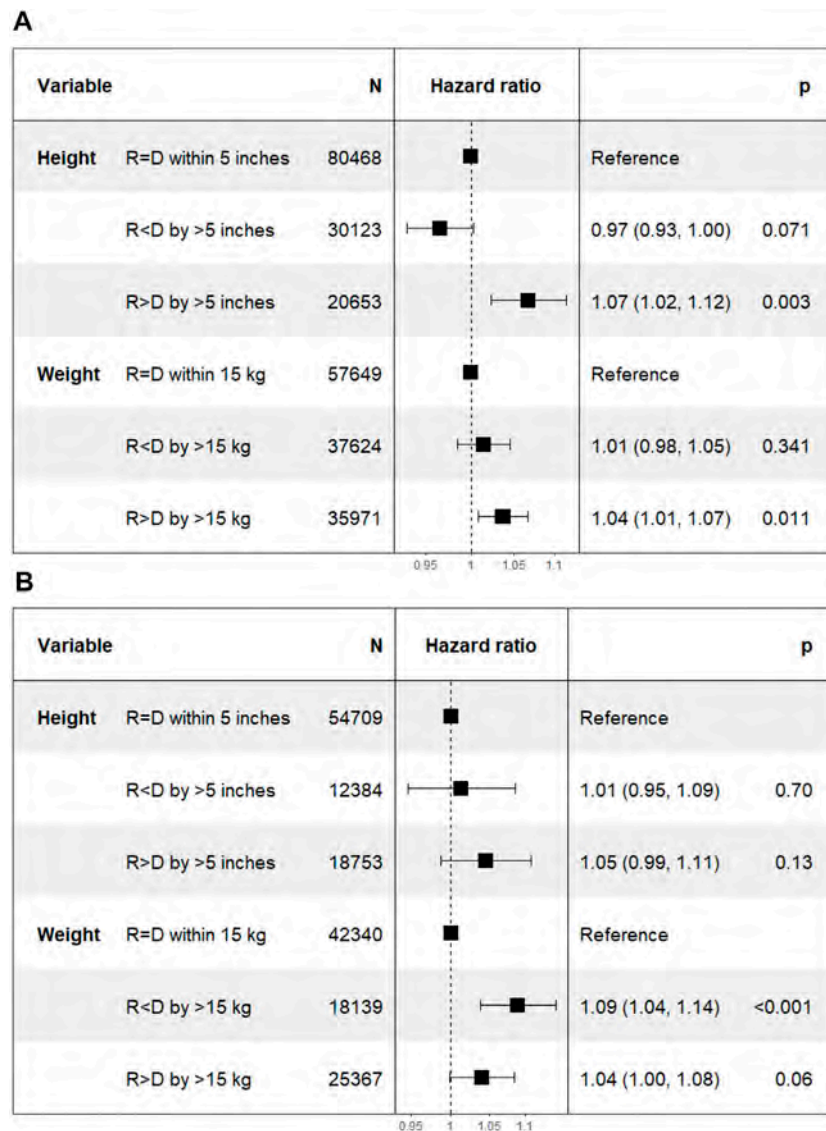 A
Variable N Hazard ratio p
Height R=D within 5 inches 80468 Reference
R<D by >5 inches 30123 0.97 (0.93, 1.00) 0.071
R>D by >5 inches 20653 1.07 (1.02, 1.12) 0.003
Weight R=D within 15 kg 57649 Reference
R<D by >15 kg 37624 1.01 (0.98, 1.05) 0.341
R>D by >15 kg 35971 1.04 (1.01, 1.07) 0.011
0.95 1 1.05 1.1
B
Variable N Hazard ratio p
Height R=D within 5 inches 54709 Reference
R<D by >5 inches 12384 1.01 (0.95, 1.09) 0.70
R>D by >5 inches 18753 1.05 (0.99, 1.11) 0.13
Weight R=D within 15 kg 42340 Reference
R<D by >15 kg 18139 1.09 (1.04, 1.14) <0.001
R>D by >15 kg 25367 1.04 (1.00, 1.08) 0.06
0.95 1 1.05 1.1